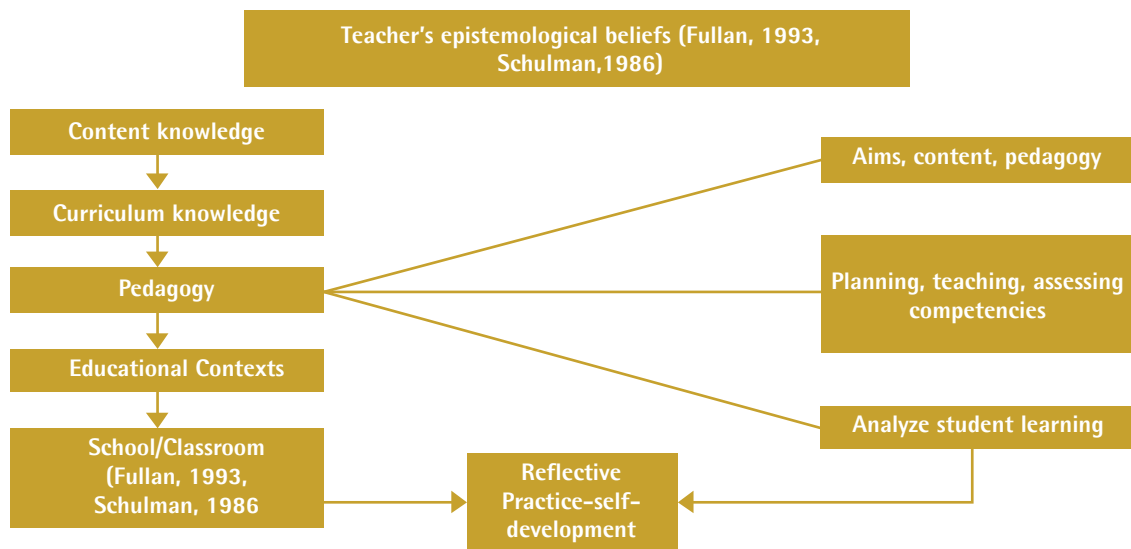 Teacher's epistemological beliefs (Fullan, 1993,
Schulman,1986)
Content knowledge
Curriculum knowledge
Pedagogy
Educational Contexts
School/Classroom
(Fullan, 1993,
Schulman, 1986
Aims, content, pedagogy
Planning, teaching, assessing
competencies
Analyze student learning
Reflective
Practice-self-
development